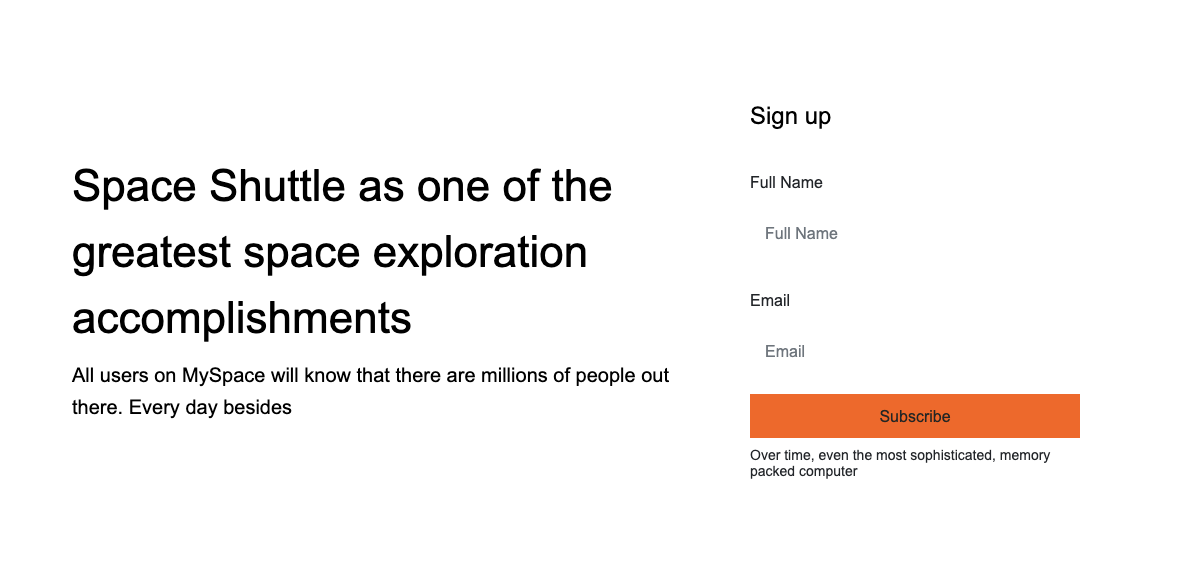 Space Shuttle as one of the
greatest space exploration
accomplishments
All users on MySpace will know that there are millions of people out
there. Every day besides
Sign up
Full Name
Full Name
Email
Email
Subscribe
Over time, even the most sophisticated, memory
packed computer